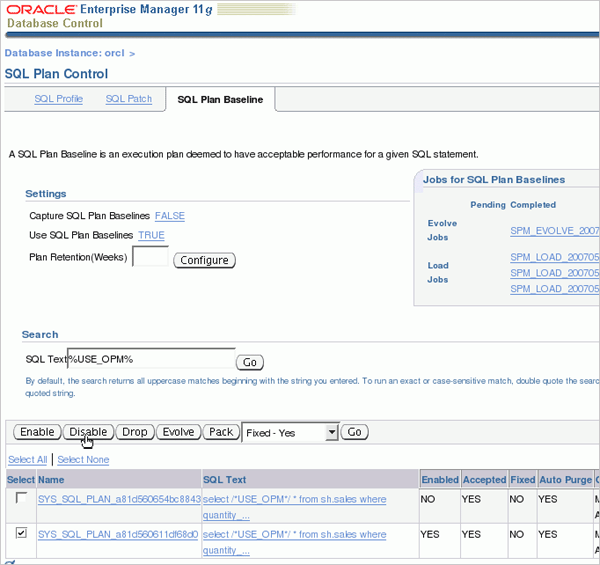 ORACLE Enterprise Manager 11g
Database Control
Database Instance: orcl >
SQL Plan Control
SQL Profile SQL Patch SQL Plan Baseline
A SQL Plan Baseline is an execution plan deemed to have acceptable performance for a given SQL statement.
Settings
Capture SQL Plan Baselines FALSE
Use SQL Plan Baselines TRUE
Plan Retention(Weeks) Configure
Jobs for SQL Plan Baselines
Pending Completed
Evolve Jobs SPM_EVOLVE_2007
Load Jobs SPM_LOAD_200705
SPM_LOAD_200705
SPM_LOAD_200705
Search
SQL Text %USE_OPM% Go
By default, the search returns all uppercase matches beginning with the string you entered. To run an exact or case-sensitive match, double quote the searc
quoted string.
Enable Disable Drop Evolve Pack Fixed - Yes Go
Select All | Select None
Select Name SQL Text Enabled Accepted Fixed Auto Purge
SYS_SQL_PLAN_a81d560654bc8843 select /*USE_OPM*/ * from sh.sales where NO YES NO YES
quantity_...
SYS_SQL_PLAN_a81d560611df68d0 select /*USE_OPM*/ * from sh.sales where YES YES NO YES
quantity_...